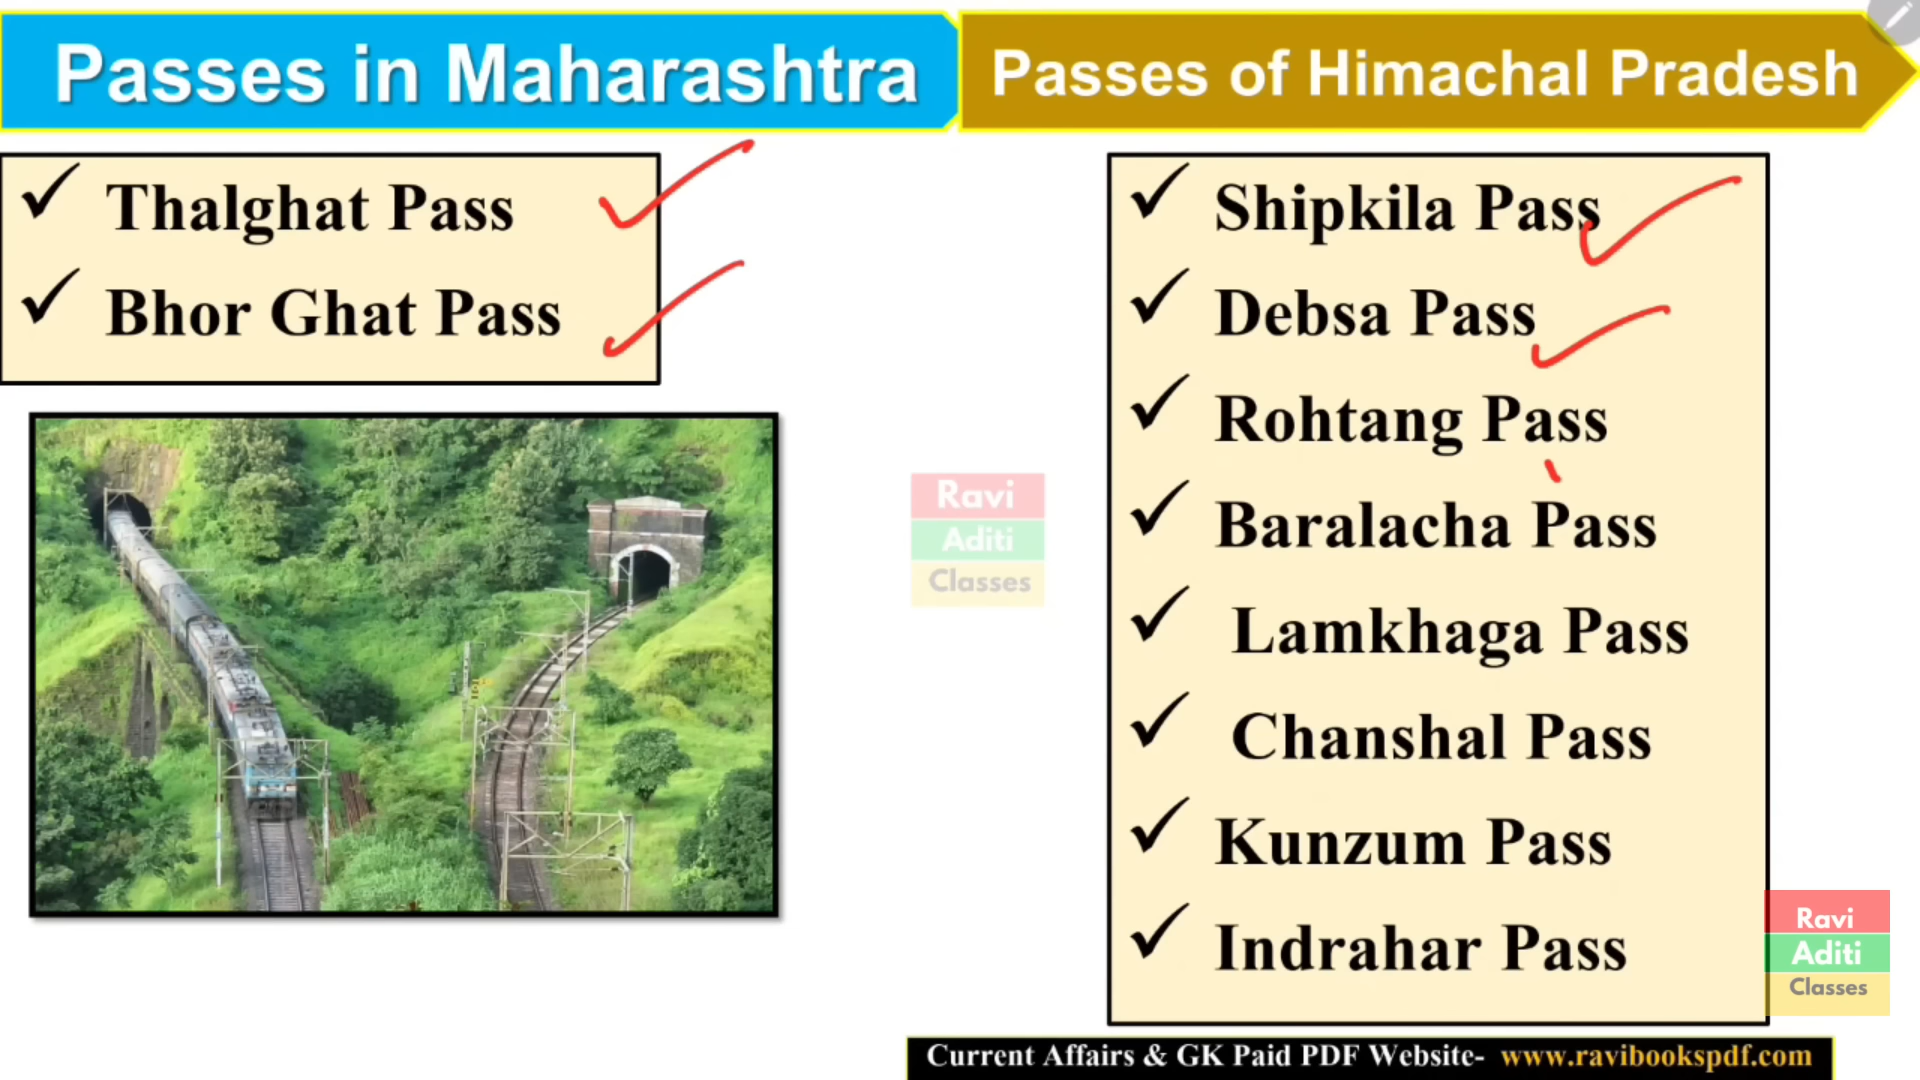 Passes in Maharashtra
Passes of Himachal Pradesh
Thalghat Pass
Bhor Ghat Pass
Shipkila Pass
Debsa Pass
Rohtang Pass
Baralacha Pass
Lamkhaga Pass
Chanshal Pass
Kunzum Pass
Indrahar Pass
Ravi
Aditi
Classes
Ravi
Aditi
Classes
Current Affairs & GK Paid PDF Website- www.ravibookspdf.com